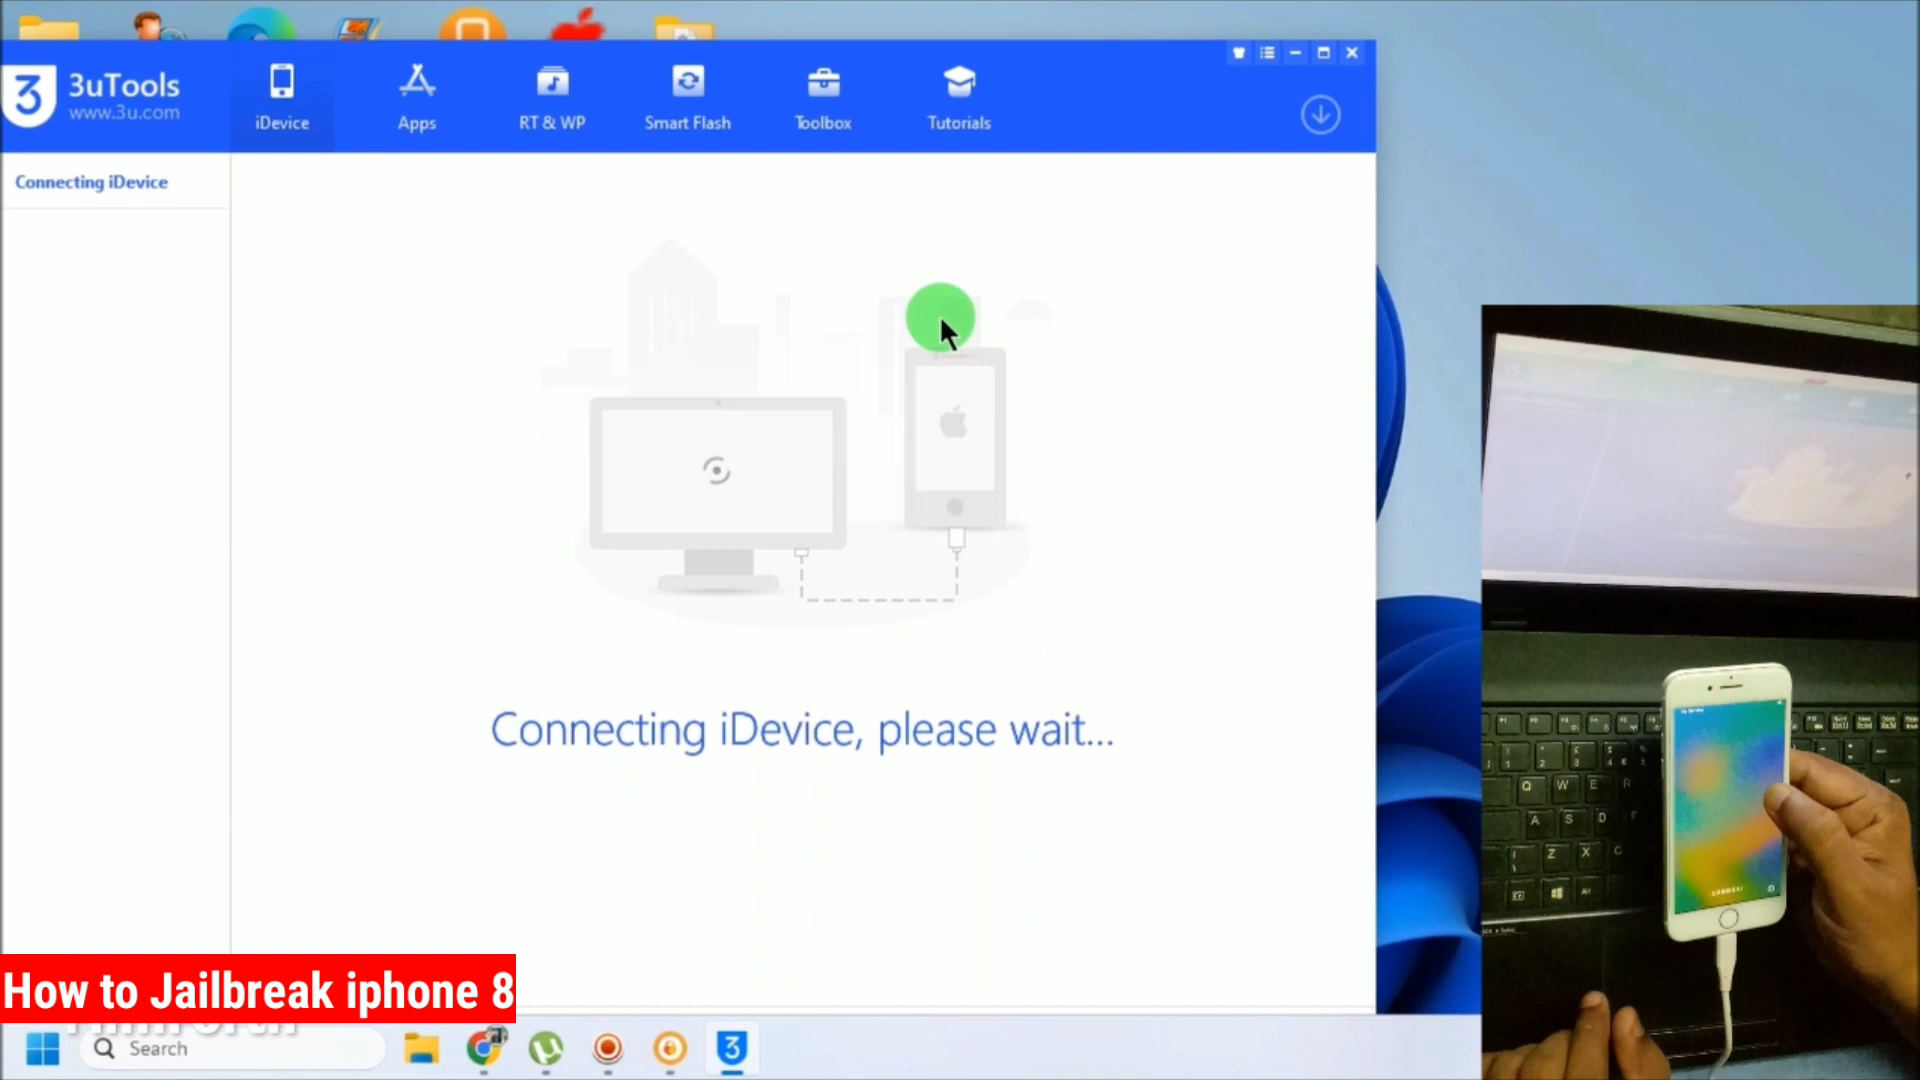 3uTools
www.3u.com
iDevice
Apps
RT & WP
Smart Flash
Toolbox
Tutorials
Connecting iDevice
Connecting iDevice, please wait...
How to Jailbreak iphone 8
Search
Q W E R
A S D F
Z X C